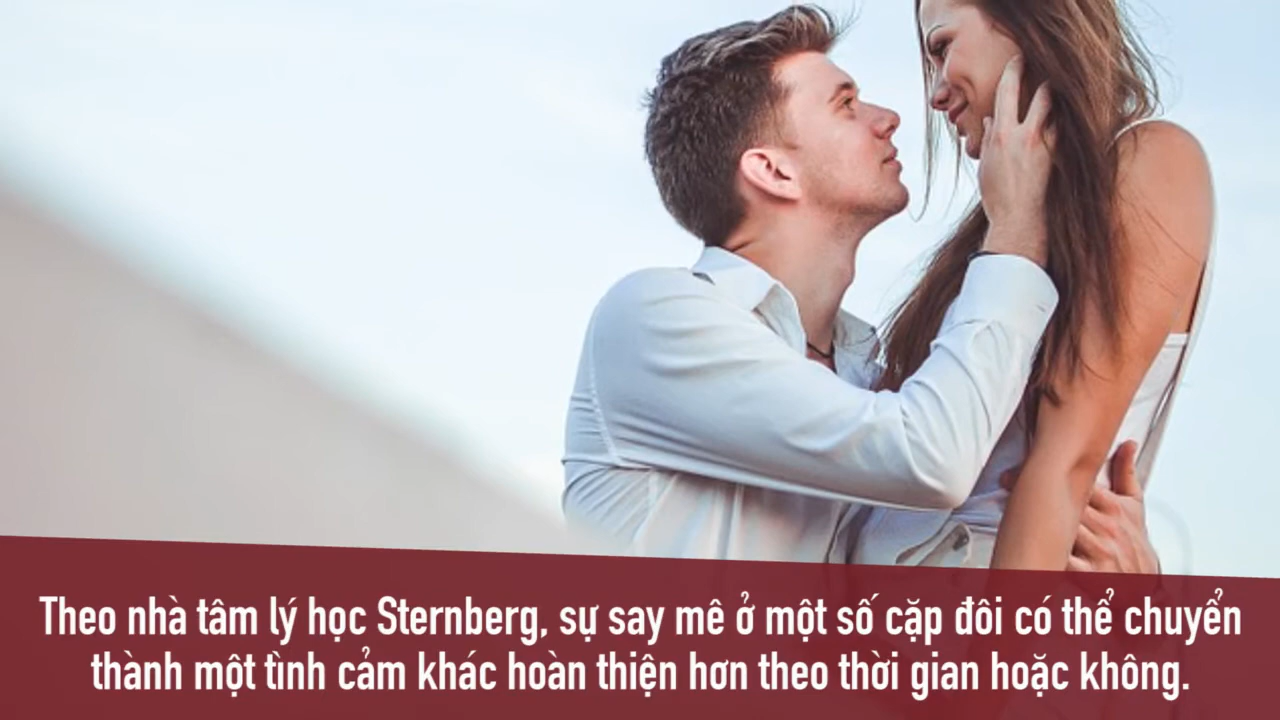 Theo nhà tâm lý học Sternberg, sự say mê ở một số cặp đôi có thể chuyển
thành một tình cảm khác hoàn thiện hơn theo thời gian hoặc không.